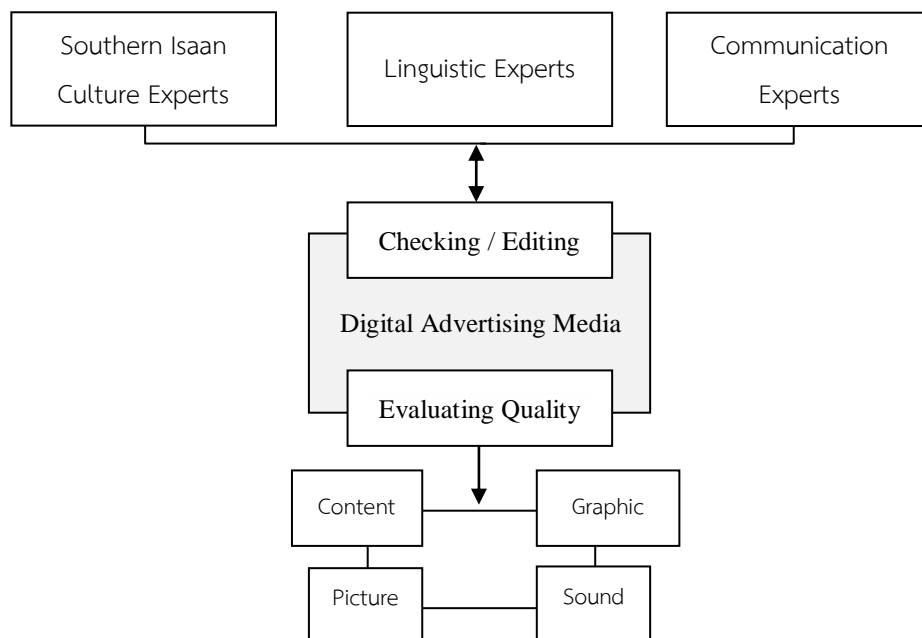 Southern Isaan
Culture Experts
Linguistic Experts
Communication
Experts
Checking / Editing
Digital Advertising Media
Evaluating Quality
Content
Graphic
Picture
Sound